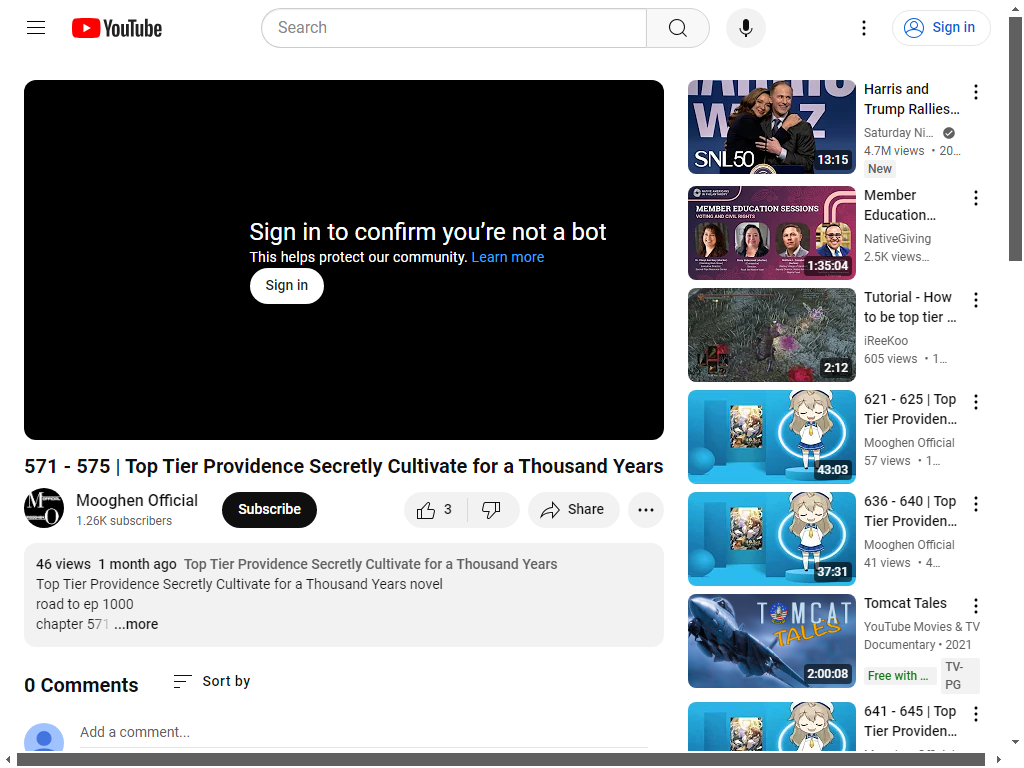 YouTube
Search
Sign in
Sign in to confirm you're not a bot
This helps protect our community. Learn more
Sign in
571 - 575 | Top Tier Providence Secretly Cultivate for a Thousand Years
Mooghen Official
1.26K subscribers
Subscribe
3
Share
46 views 1 month ago Top Tier Providence Secretly Cultivate for a Thousand Years
Top Tier Providence Secretly Cultivate for a Thousand Years novel
road to ep 1000
chapter 571 ...more
0 Comments
Sort by
Add a comment...
SNL50
13:15
Harris and
Trump Rallies…
Saturday Ni…
4.7M views • 20…
New
MEMBER EDUCATION SESSIONS
VOTING AND CIVIL RIGHTS
1:35:04
Member
Education…
NativeGiving
2.5K views…
2:12
Tutorial - How
to be top tier …
iReeKoo
605 views • 1…
43:03
621 - 625 | Top
Tier Providen…
Mooghen Official
57 views • 1…
37:31
636 - 640 | Top
Tier Providen…
Mooghen Official
41 views • 4…
TOMCAT
TALES
2:00:08
Tomcat Tales
YouTube Movies & TV
Documentary • 2021
Free with …
TV-
PG
641 - 645 | Top
Tier Providen…